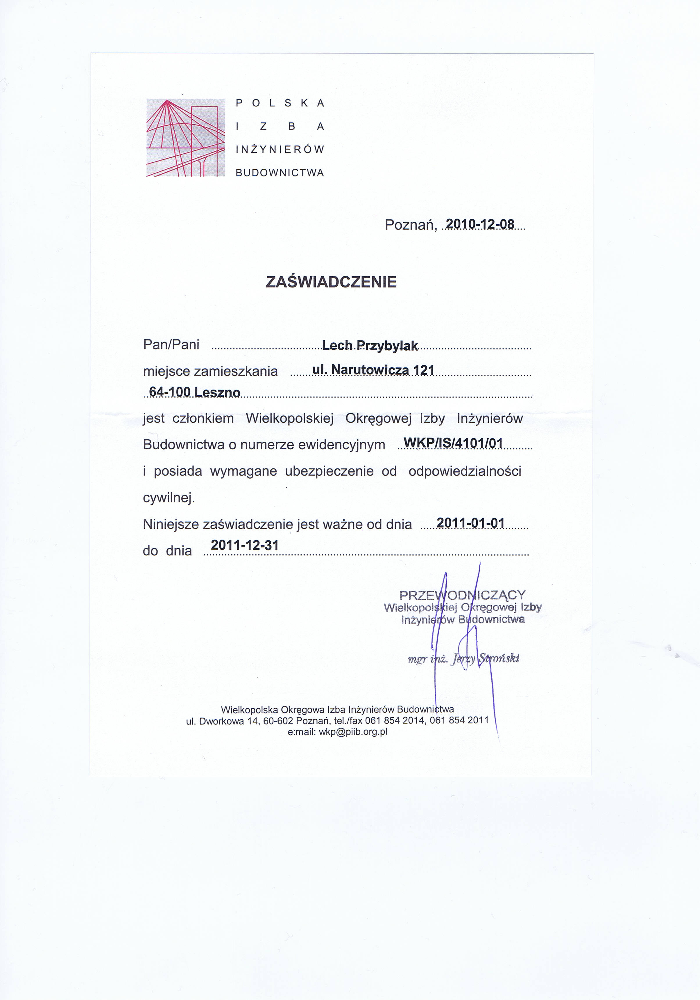 POLSKA
IZBA
INŻYNIERÓW
BUDOWNICTWA
Poznań, 2010-12-08
ZAŚWIADCZENIE
Pan/Pani Lech Przybylak
miejsce zamieszkania ul. Narutowicza 121
64-100 Leszno
jest członkiem Wielkopolskiej Okręgowej Izby Inżynierów
Budownictwa o numerze ewidencyjnym WKP/IS/4101/01
i posiada wymagane ubezpieczenie od odpowiedzialności
cywilnej.
Niniejsze zaświadczenie jest ważne od dnia 2011-01-01
do dnia 2011-12-31
PRZEWODNICZĄCY
Wielkopolskiej Okręgowej Izby
Inżynierów Budownictwa
mgr inż. Jerzy Stroński
Wielkopolska Okręgowa Izba Inżynierów Budownictwa
ul. Dworkowa 14, 60-602 Poznań, tel./fax 061 854 2014, 061 854 2011
e:mail: wkp@piib.org.pl